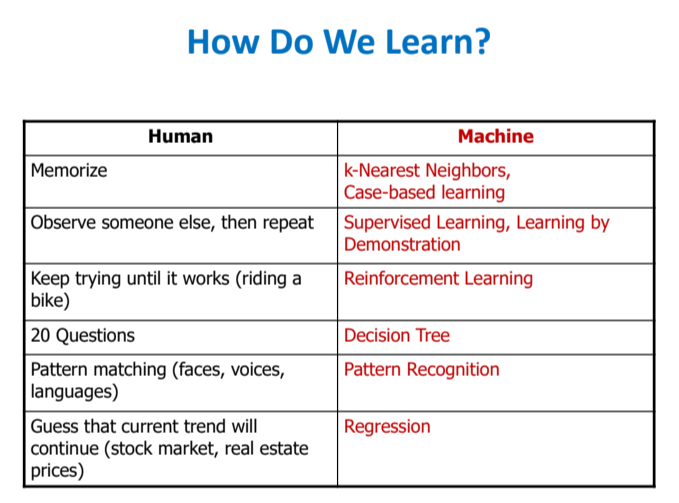 How Do We Learn?
Human
Machine
Memorize
k-Nearest Neighbors,
Case-based learning
Observe someone else, then repeat
Supervised Learning, Learning by
Demonstration
Keep trying until it works (riding a
bike)
Reinforcement Learning
20 Questions
Decision Tree
Pattern matching (faces, voices,
languages)
Pattern Recognition
Guess that current trend will
continue (stock market, real estate
prices)
Regression